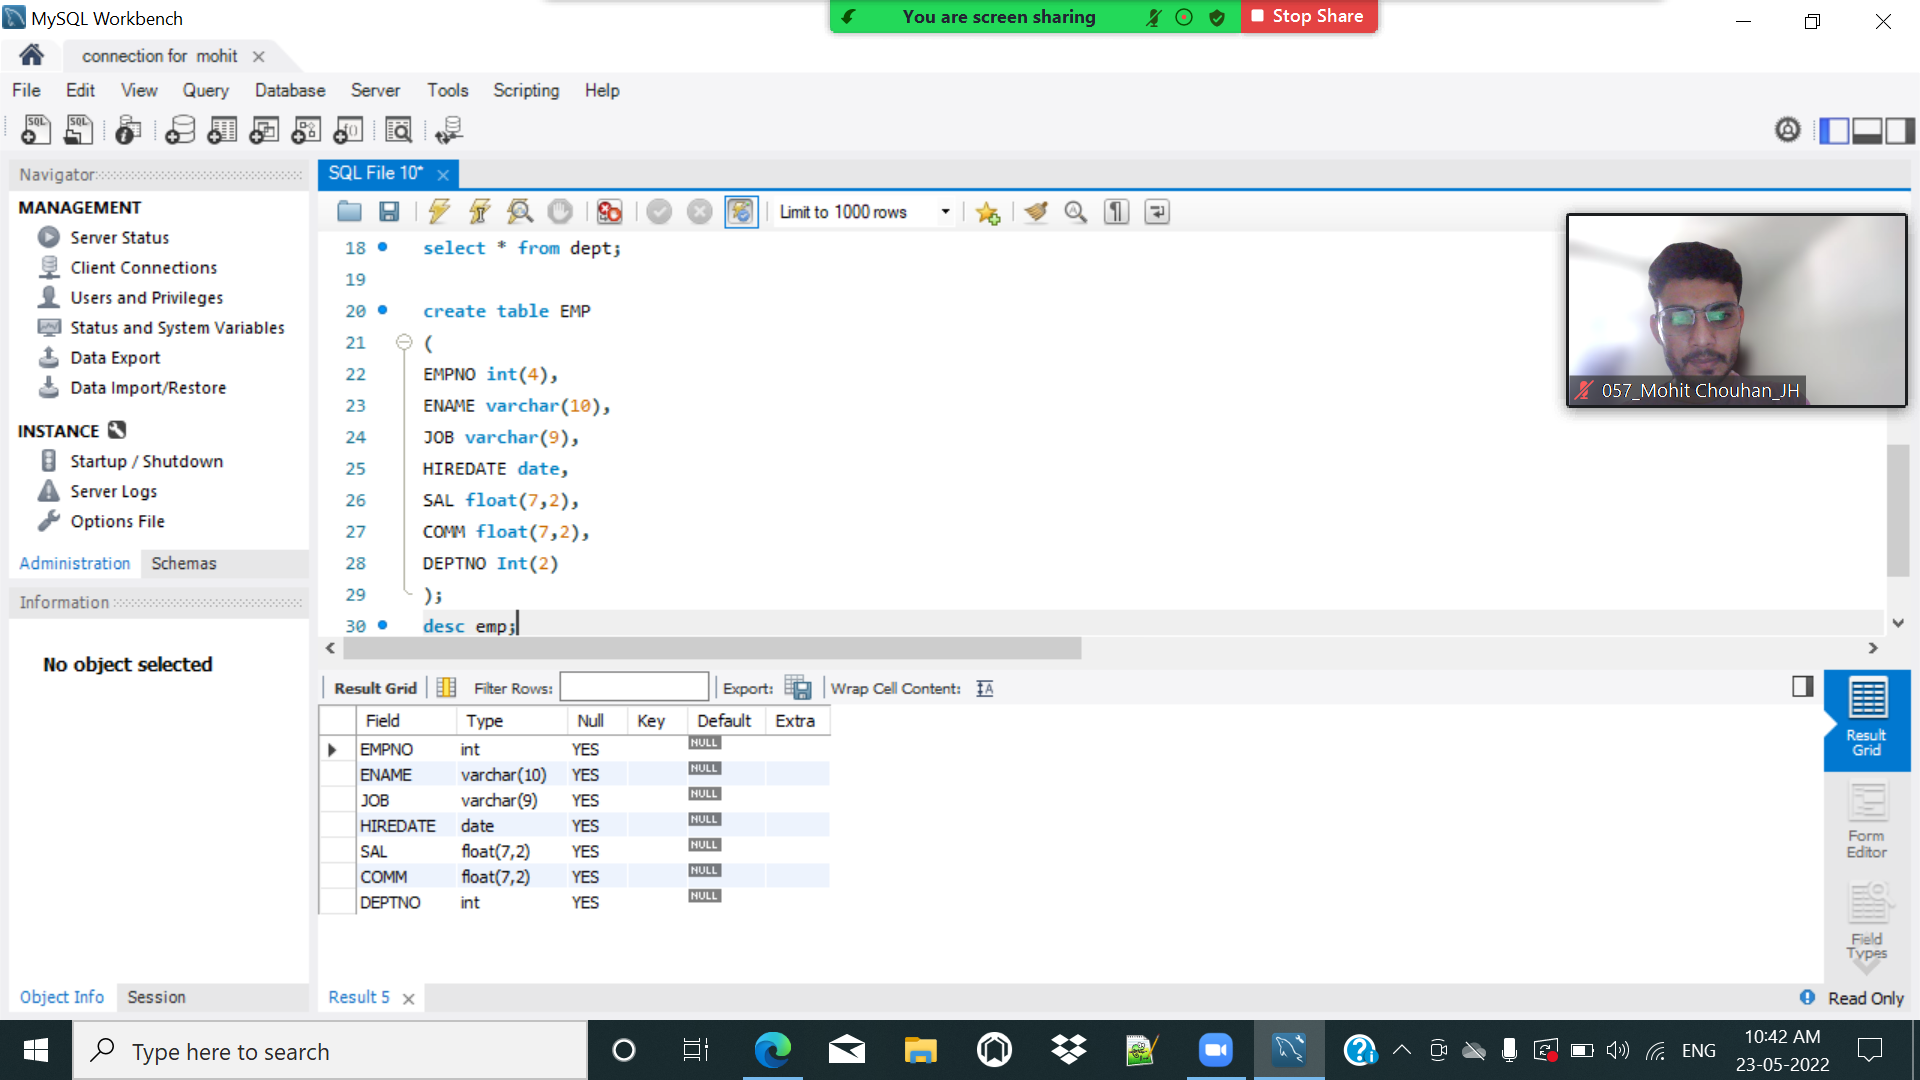 MySQL Workbench
You are screen sharing
Stop Share
connection for mohit
File Edit View Query Database Server Tools Scripting Help
SQL SQL
Navigator
MANAGEMENT
Server Status
Client Connections
Users and Privileges
Status and System Variables
Data Export
Data Import/Restore
INSTANCE
Startup / Shutdown
Server Logs
Options File
Administration Schemas
Information
No object selected
Object Info Session
SQL File 10*
Limit to 1000 rows
18 select * from dept;
19
20 create table EMP
21 (
22 EMPNO int(4),
23 ENAME varchar(10),
24 JOB varchar(9),
25 HIREDATE date,
26 SAL float(7,2),
27 COMM float(7,2),
28 DEPTNO Int(2)
29 );
30 desc emp;
057_Mohit Chouhan_JH
Result Grid Filter Rows: Export: Wrap Cell Content:
Field Type Null Key Default Extra
EMPNO int YES NULL
ENAME varchar(10) YES NULL
JOB varchar(9) YES NULL
HIREDATE date YES NULL
SAL float(7,2) YES NULL
COMM float(7,2) YES NULL
DEPTNO int YES NULL
Result
Grid
Form
Editor
Field
Types
Result 5
Read Only
Type here to search
ENG
10:42 AM
23-05-2022